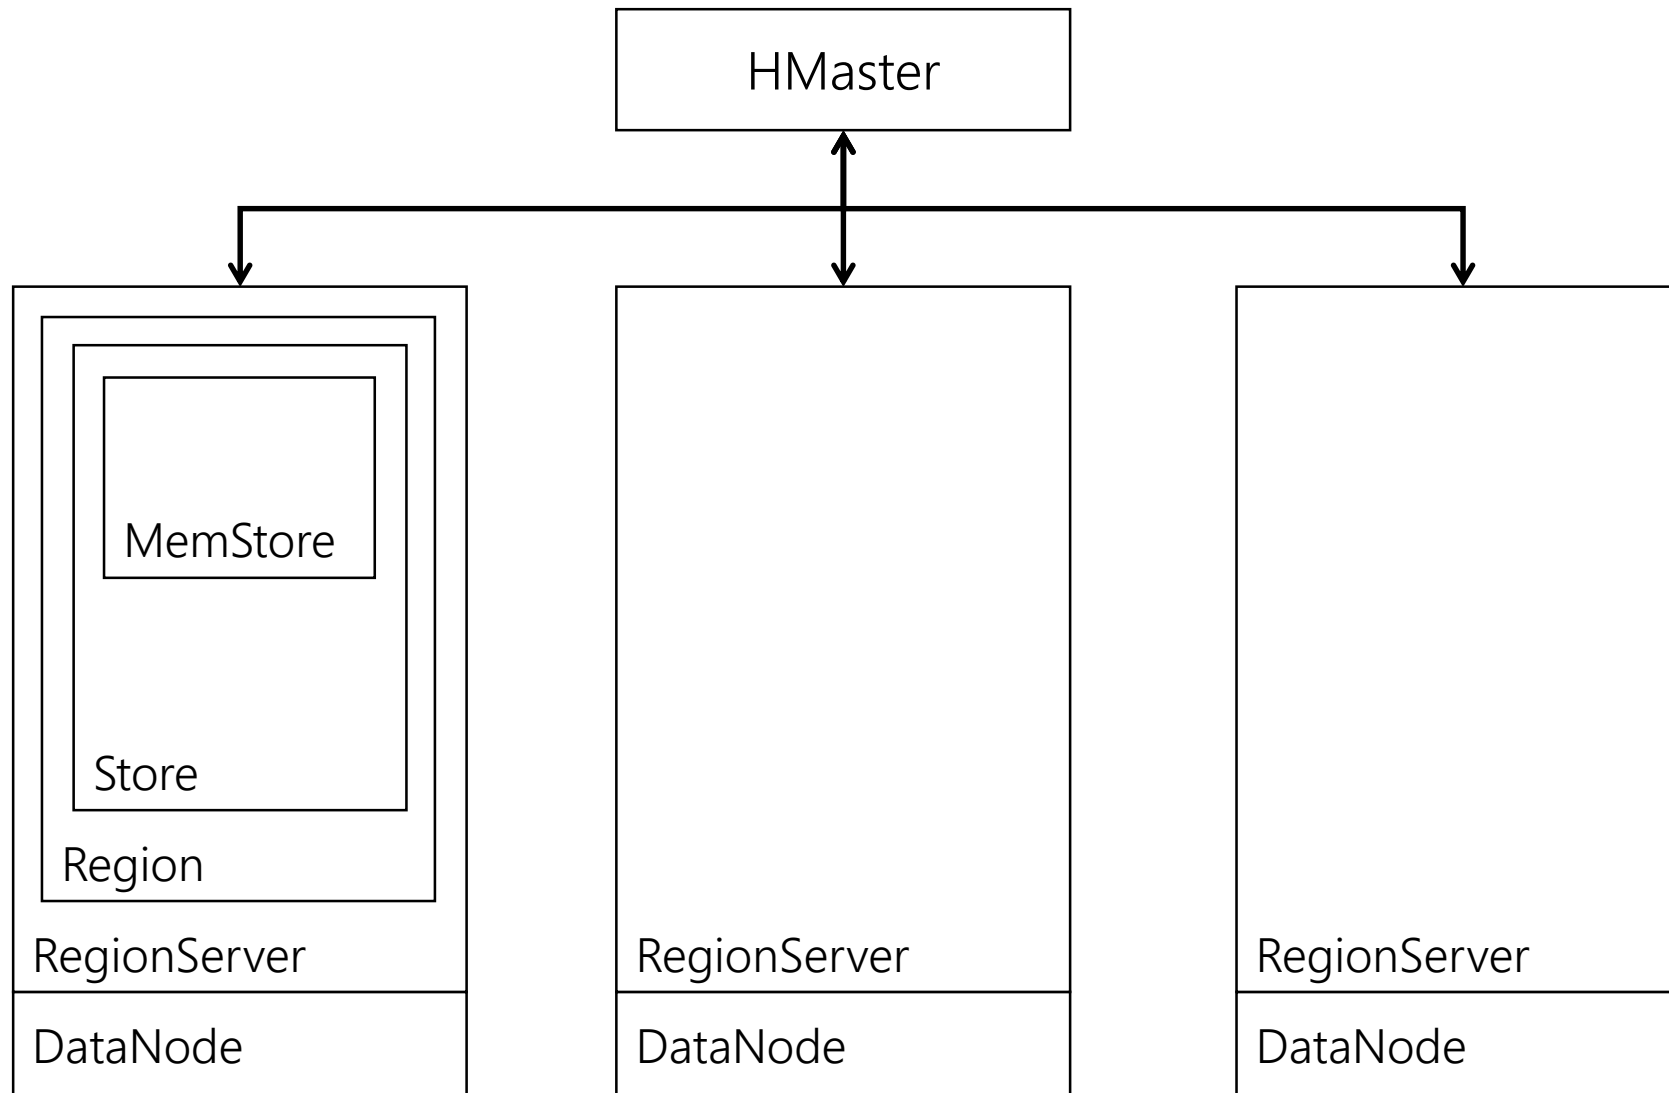 HMaster
MemStore
Store
Region
RegionServer
RegionServer
RegionServer
DataNode
DataNode
DataNode